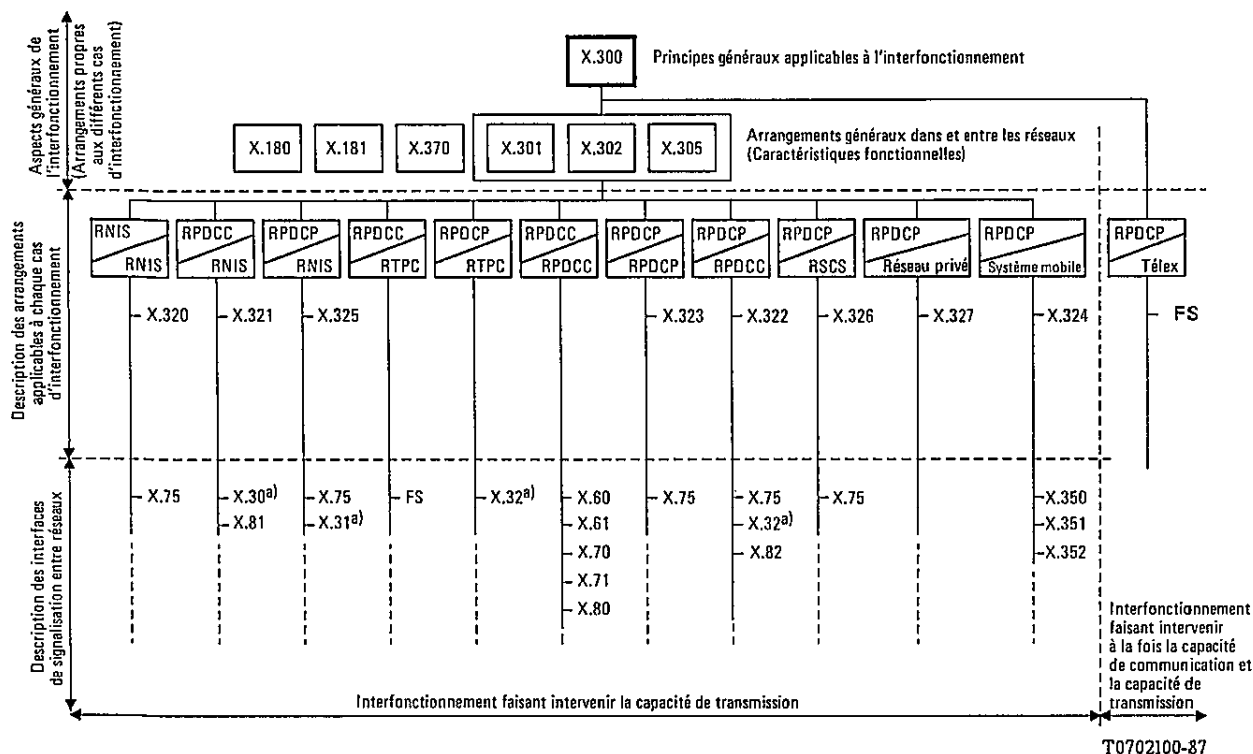 Aspects généraux de
l'interfonctionnement
(Arrangements propres
aux différents cas
d'interfonctionnement)
X.300
Principes généraux applicables à l'interfonctionnement
X.180
X.181
X.370
X.301
X.302
X.305
Arrangements généraux dans et entre les réseaux
(Caractéristiques fonctionnelles)
Description des arrangements
applicables à chaque cas
d'interfonctionnement
RNIS
RNIS
RPDCC
RNIS
RPDCP
RNIS
RPDCC
RTPC
RPDCP
RTPC
RPDCC
RPDCC
RPDCP
RPDCP
RPDCP
RPDCC
RPDCP
RSCS
RPDCP
Réseau privé
RPDCP
Système mobile
RPDCP
Télex
X.320
X.321
X.325
X.323
X.322
X.326
X.327
X.324
FS
Description des interfaces
de signalisation entre réseaux
X.75
X.30a)
X.75
FS
X.32a)
X.60
X.75
X.75
X.75
X.350
X.81
X.31a)
X.61
X.32a)
X.351
X.70
X.82
X.352
X.71
X.80
Interfonctionnement
faisant intervenir
à la fois la capacité
de communication et
la capacité de
transmission
Interfonctionnement faisant intervenir la capacité de transmission
T0702100-87